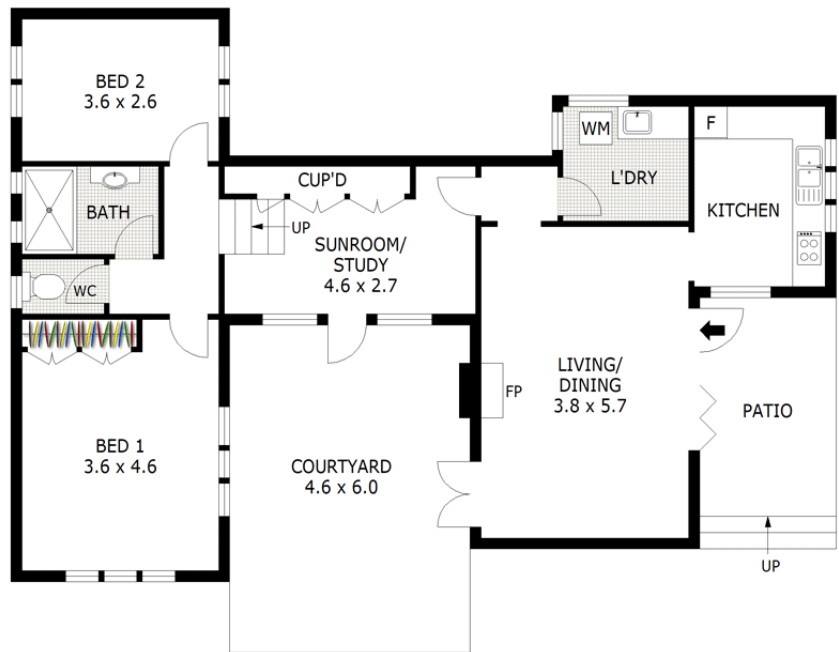 BED 2
3.6 x 2.6
WM
F
L'DRY
CUP'D
BATH
KITCHEN
UP
SUNROOM/
STUDY
4.6 x 2.7
WC
LIVING/
DINING
3.8 x 5.7
FP
PATIO
BED 1
3.6 x 4.6
COURTYARD
4.6 x 6.0
UP